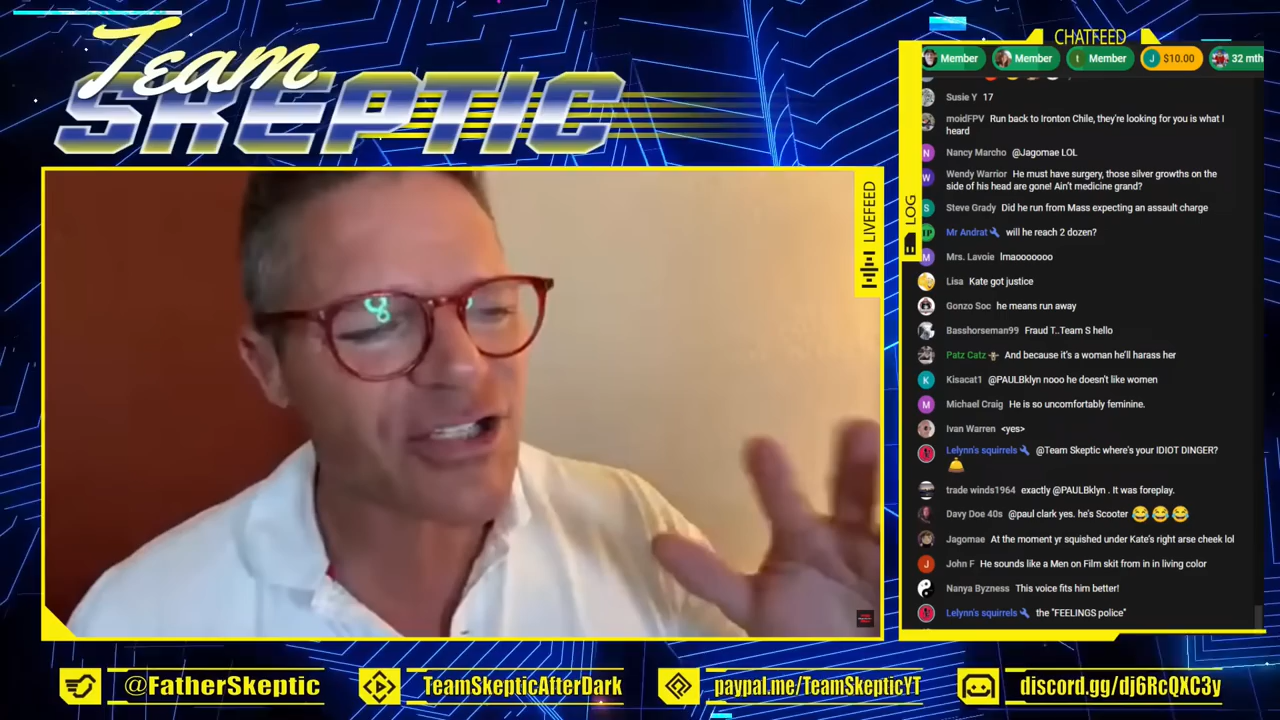 Team
SKEPTIC
CHATFEED
Member
Member
t
Member
J
$10.00
32 mth
LIVEFEED
LOG
Susie Y 17
moidFPV Run back to Ironton Chile, they're looking for you is what I
heard
N
Nancy Marcho @Jagomae LOL
W
Wendy Warrior He must have surgery, those silver growths on the
side of his head are gone! Ain't medicine grand?
S
Steve Grady Did he run from Mass expecting an assault charge
Mr Andrat will he reach 2 dozen?
M
Mrs. Lavoie lmaooooooo
Lisa Kate got justice
Gonzo Soc he means run away
Basshorseman99 Fraud T..Team S hello
Patz Catz And because it's a woman he'll harass her
K
Kisacat1 @PAULBklyn nooo he doesn't like women
M
Michael Craig He is so uncomfortably feminine.
Ivan Warren <yes>
Lelynn's squirrels @Team Skeptic where's your IDIOT DINGER?
trade winds1964 exactly @PAULBklyn . It was foreplay.
Davy Doe 40s @paul clark yes. he's Scooter
Jagomae At the moment yr squished under Kate's right arse cheek lol
J
John F He sounds like a Men on Film skit from in in living color
Nanya Byzness This voice fits him better!
Lelynn's squirrels the "FEELINGS police"
@FatherSkeptic
TeamSkepticAfterDark
paypal.me/TeamSkepticYT
discord.gg/dj6RcQXC3y